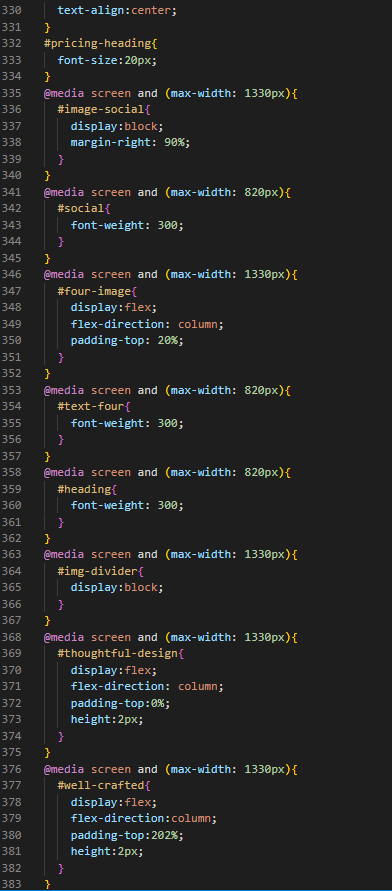 330 text-align:center;
331 }
332 #pricing-heading{
333 font-size:20px;
334 }
335 @media screen and (max-width: 1330px){
336 #image-social{
337 display:block;
338 margin-right: 90%;
339 }
340 }
341 @media screen and (max-width: 820px){
342 #social{
343 font-weight: 300;
344 }
345 }
346 @media screen and (max-width: 1330px){
347 #four-image{
348 display:flex;
349 flex-direction: column;
350 padding-top: 20%;
351 }
352 }
353 @media screen and (max-width: 820px){
354 #text-four{
355 font-weight: 300;
356 }
357 }
358 @media screen and (max-width: 820px){
359 #heading{
360 font-weight: 300;
361 }
362 }
363 @media screen and (max-width: 1330px){
364 #img-divider{
365 display:block;
366 }
367 }
368 @media screen and (max-width: 1330px){
369 #thoughtful-design{
370 display:flex;
371 flex-direction: column;
372 padding-top:0%;
373 height:2px;
374 }
375 }
376 @media screen and (max-width: 1330px){
377 #well-crafted{
378 display:flex;
379 flex-direction:column;
380 padding-top:202%;
381 height:2px;
382 }
383 }